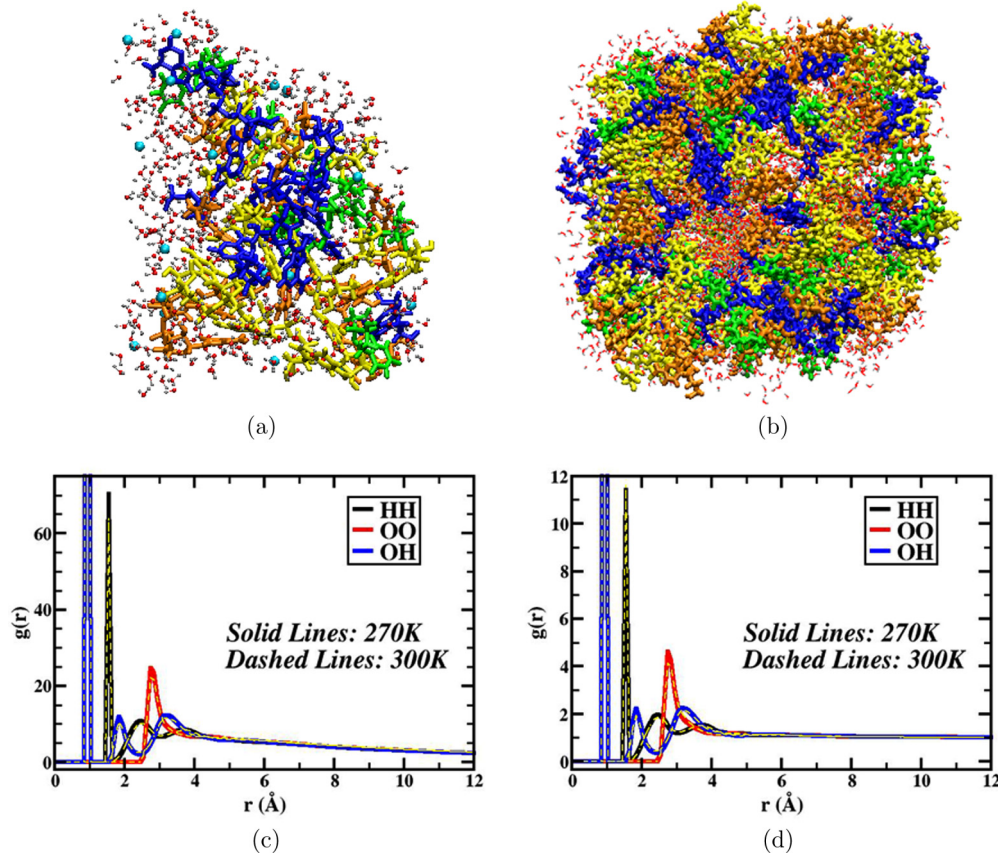 (a)
(b)
g(r)
60
40
20
0
HH
OO
OH
Solid Lines: 270K
Dashed Lines: 300K
0 2 4 6 8 10 12
r (Å)
(c)
g(r)
12
10
8
6
4
2
0
HH
OO
OH
Solid Lines: 270K
Dashed Lines: 300K
0 2 4 6 8 10 12
r (Å)
(d)